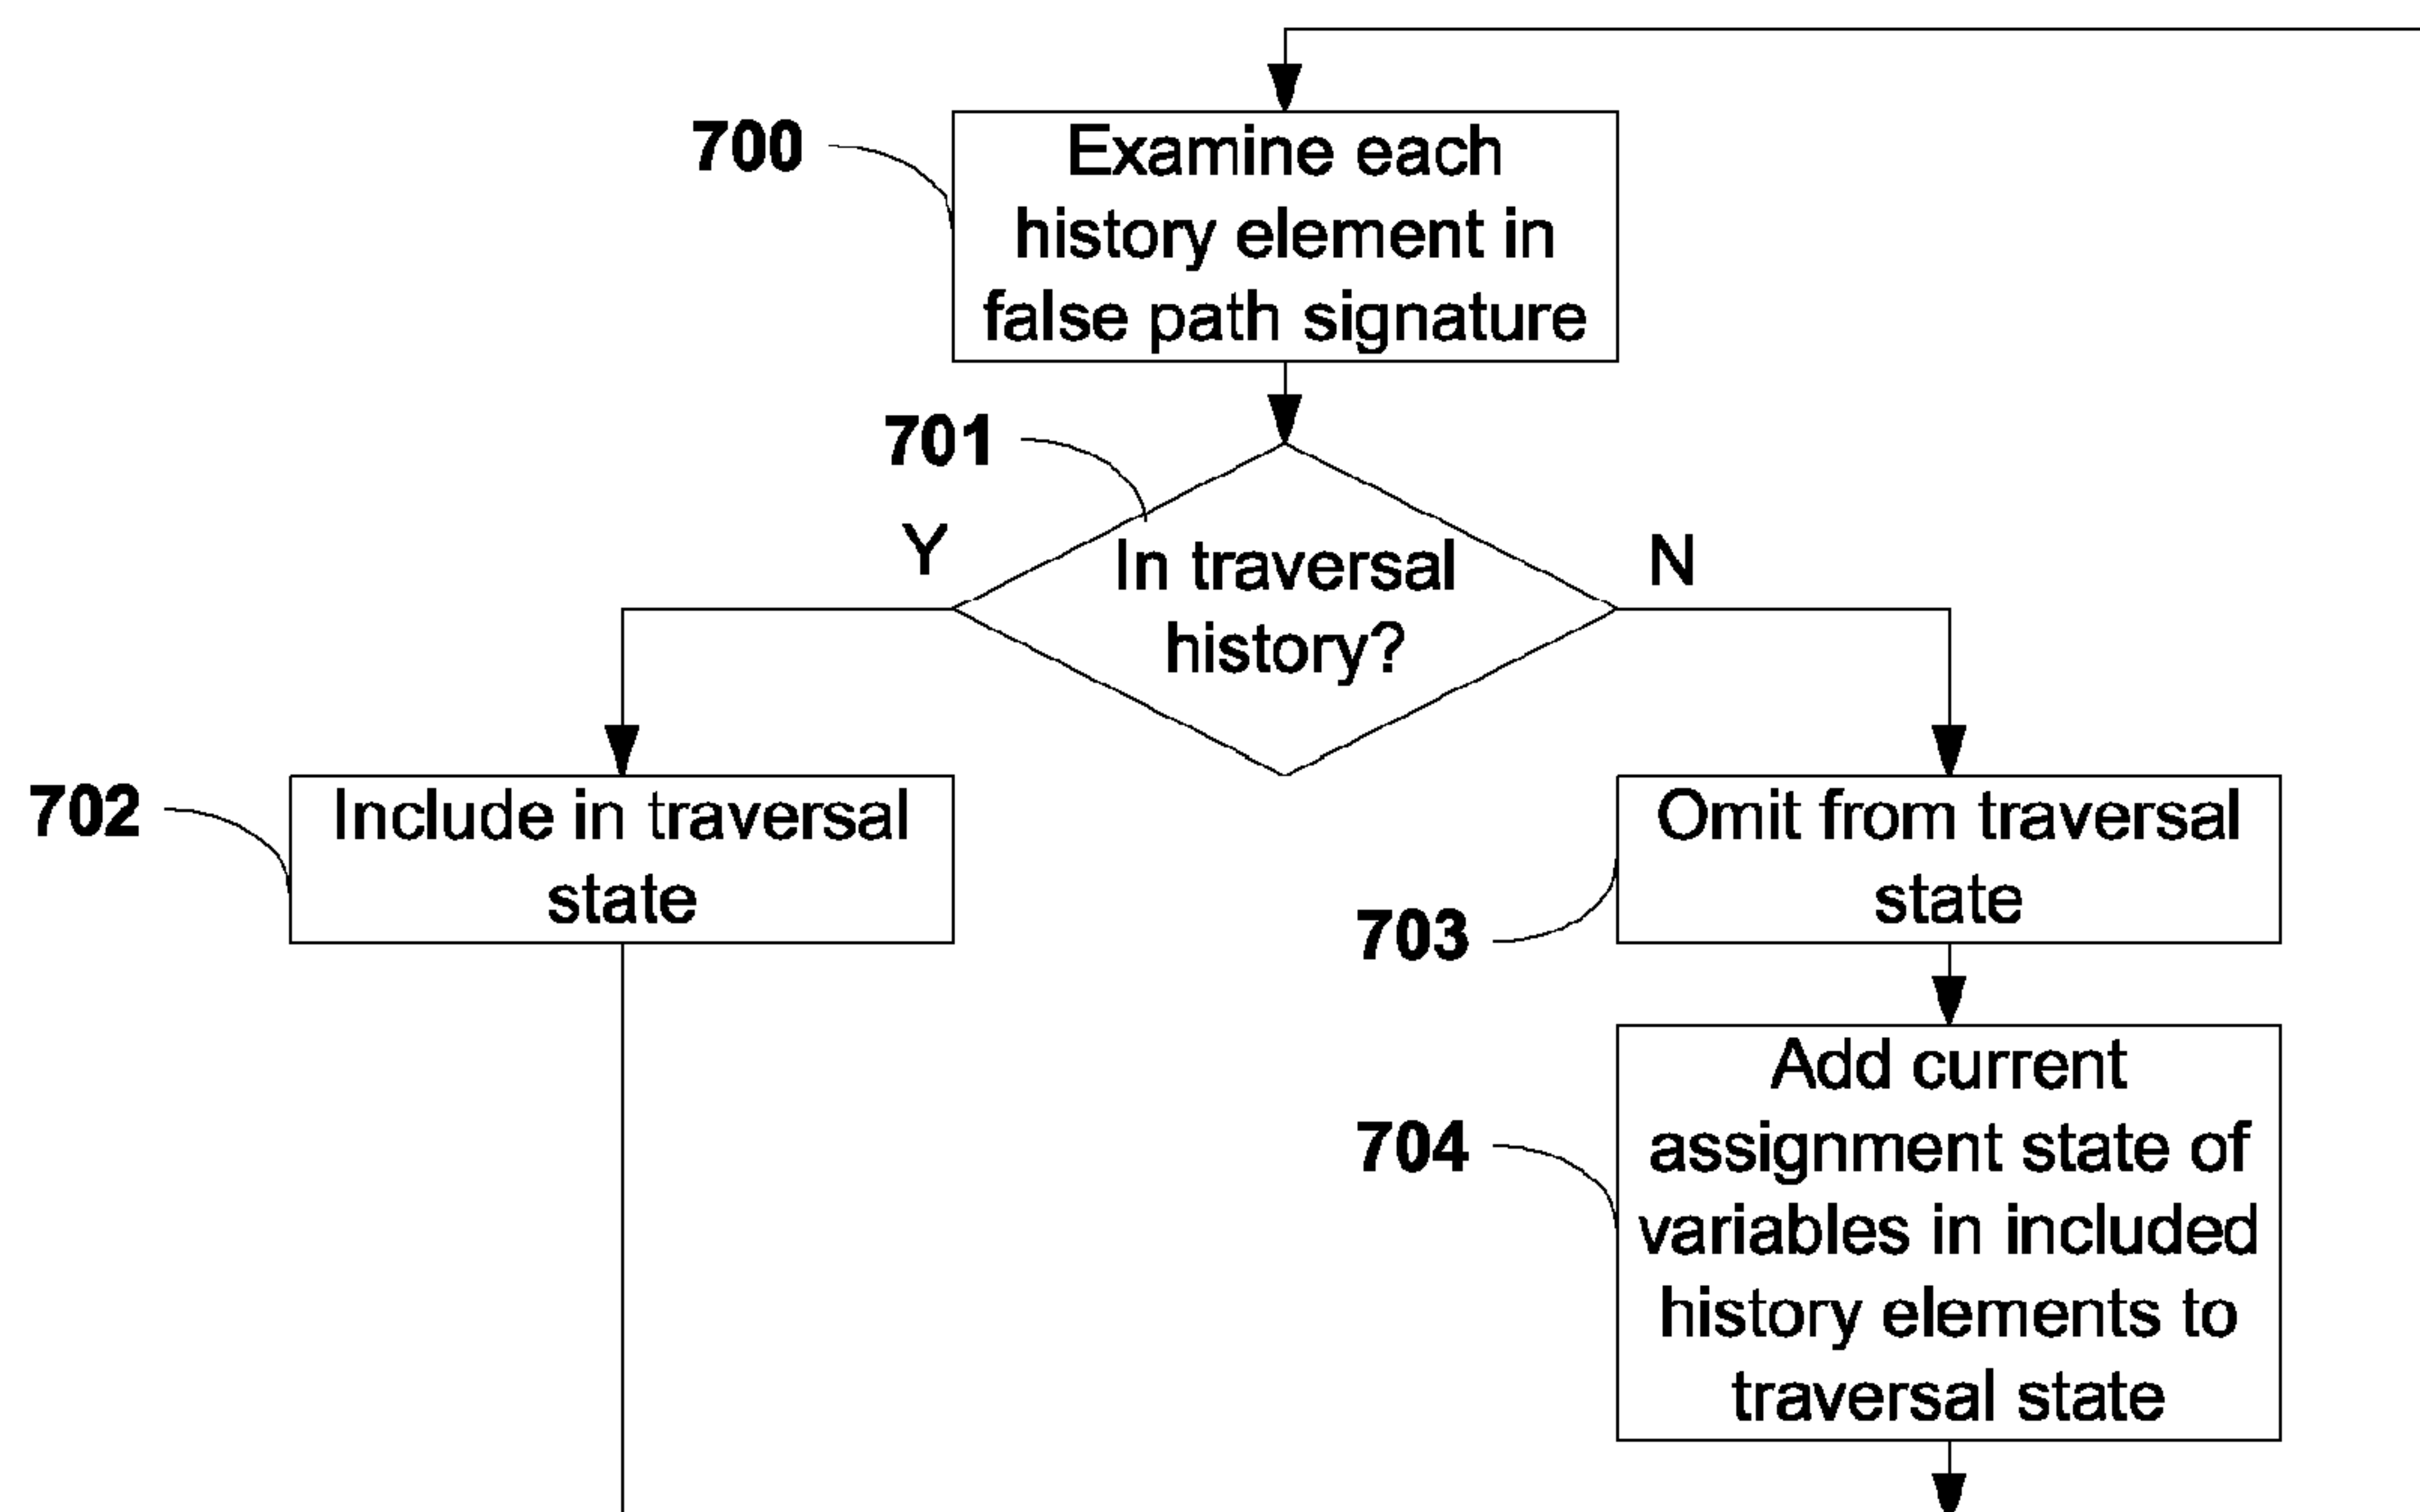 700
Examine each
history element in
false path signature
701
Y
In traversal
history?
N
702
Include in traversal
state
Omit from traversal
state
703
704
Add current
assignment state of
variables in included
history elements to
traversal state